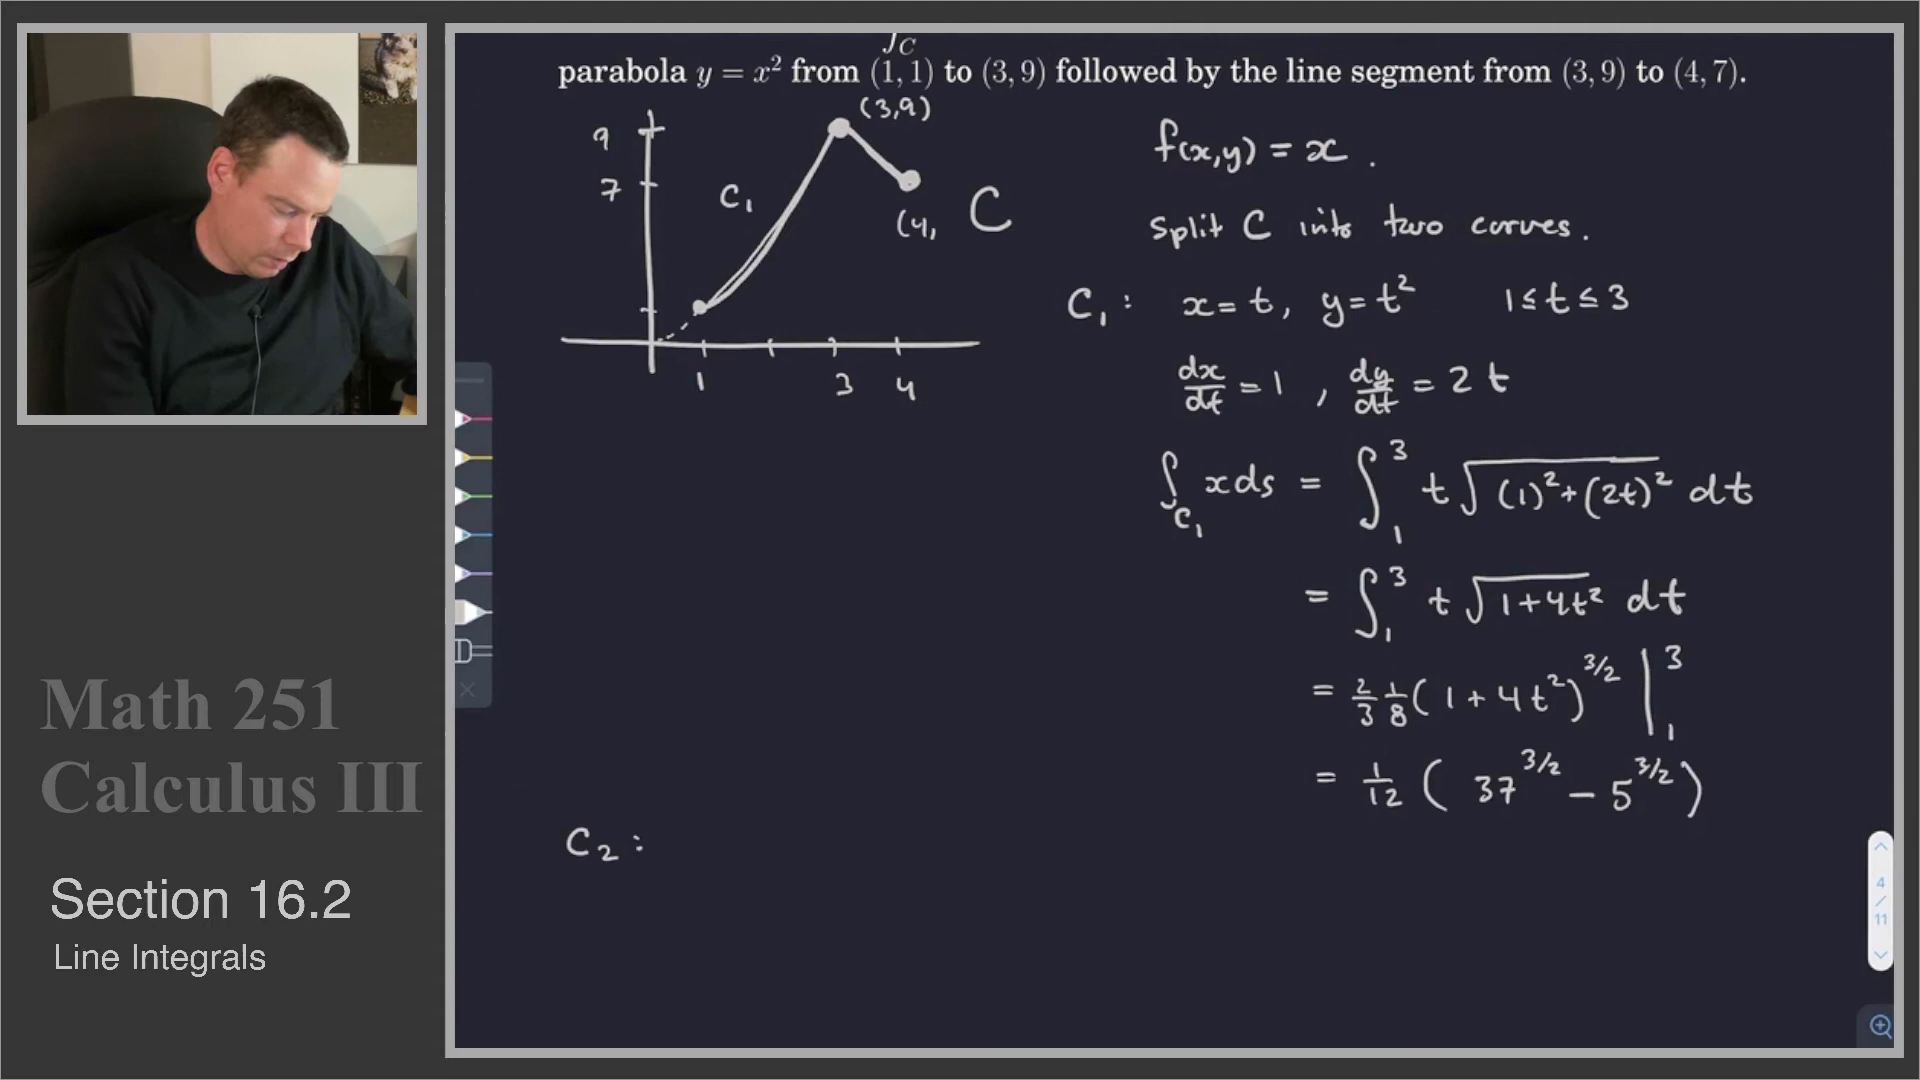 ∫_C
parabola y = x² from (1, 1) to (3, 9) followed by the line segment from (3, 9) to (4, 7).
(3,9)
9
7
C₁
(4,
C
1 3 4
f(x,y) = x .
Split C into two curves.
C₁ : x = t, y = t² 1 ≤ t ≤ 3
dx/dt = 1 , dy/dt = 2t
∫_C₁ x ds = ∫₁³ t √((1)² + (2t)²) dt
= ∫₁³ t √(1+4t²) dt
= 2/3 1/8 (1 + 4t²)^(3/2) |₁³
= 1/12 ( 37^(3/2) − 5^(3/2) )
C₂ :
Math 251
Calculus III
Section 16.2
Line Integrals
4
/
11